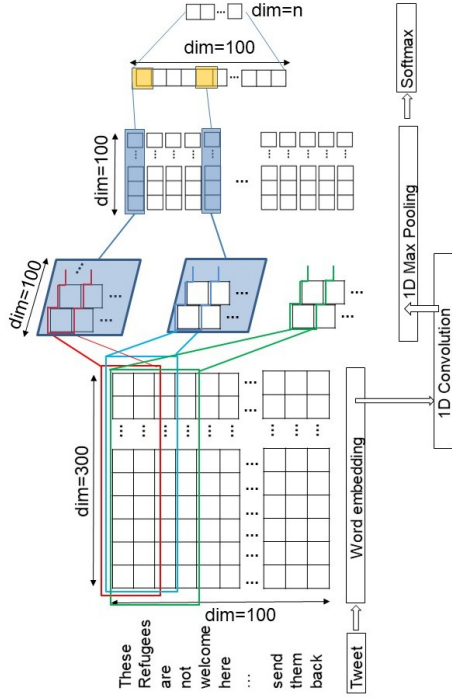 dim=n
dim=100
dim=100
dim=100
dim=300
dim=100
These
Refugees
are
not
welcome
here
...
send
them
back
Tweet
Word embedding
1D Convolution
1D Max Pooling
Softmax